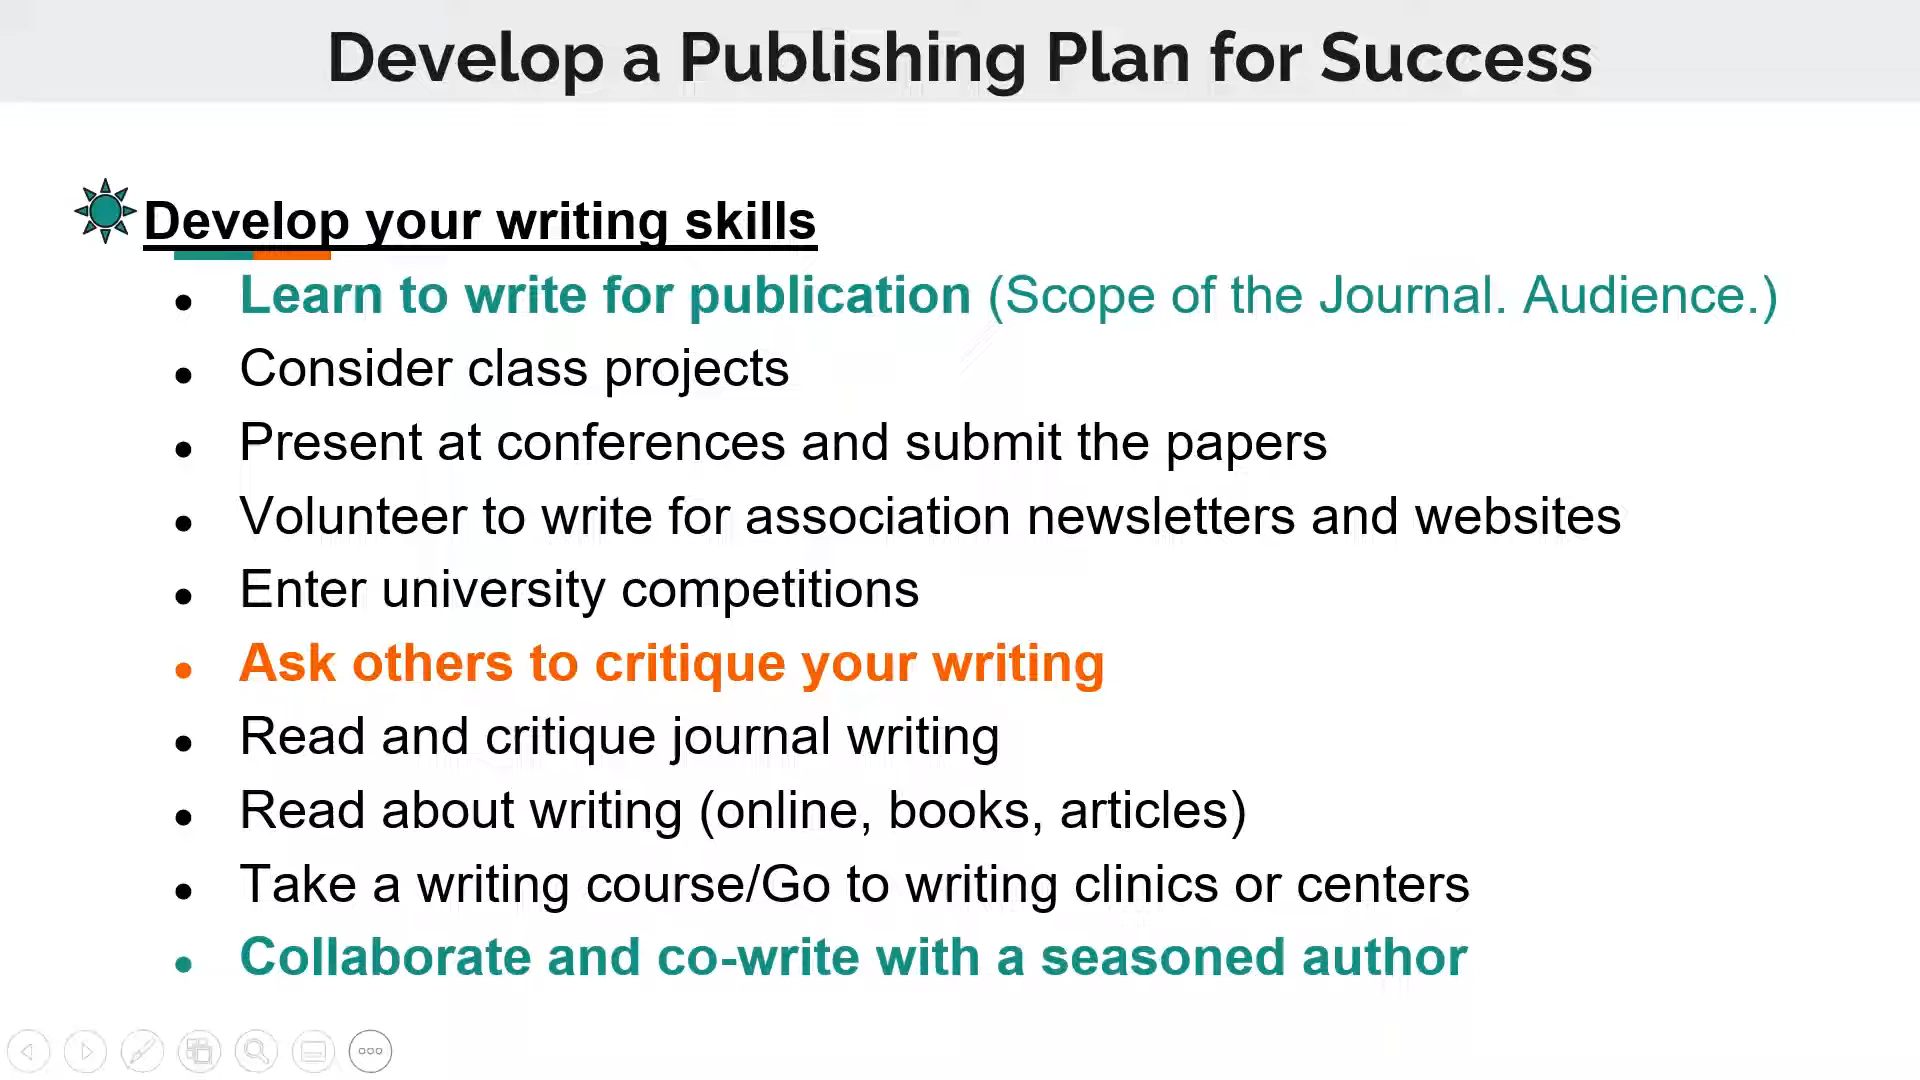 Develop a Publishing Plan for Success
Develop your writing skills
● Learn to write for publication (Scope of the Journal. Audience.)
● Consider class projects
● Present at conferences and submit the papers
● Volunteer to write for association newsletters and websites
● Enter university competitions
● Ask others to critique your writing
● Read and critique journal writing
● Read about writing (online, books, articles)
● Take a writing course/Go to writing clinics or centers
● Collaborate and co-write with a seasoned author